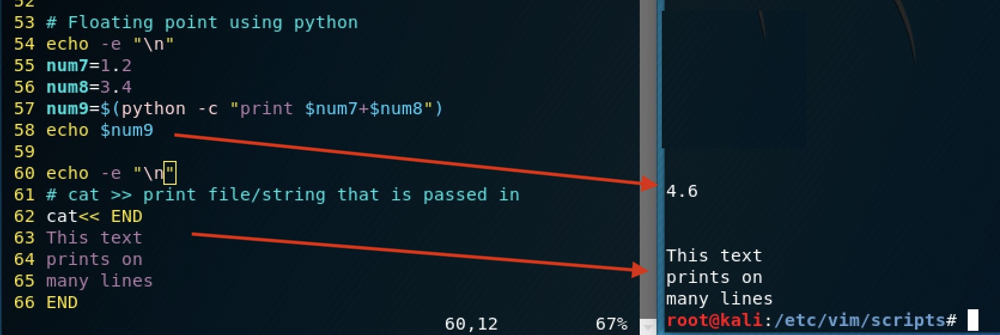 52
53 # Floating point using python
54 echo -e "\n"
55 num7=1.2
56 num8=3.4
57 num9=$(python -c "print $num7+$num8")
58 echo $num9
59
60 echo -e "\n"
61 # cat >> print file/string that is passed in
62 cat<< END
63 This text
64 prints on
65 many lines
66 END
60,12 67%
4.6
This text
prints on
many lines
root@kali:/etc/vim/scripts#